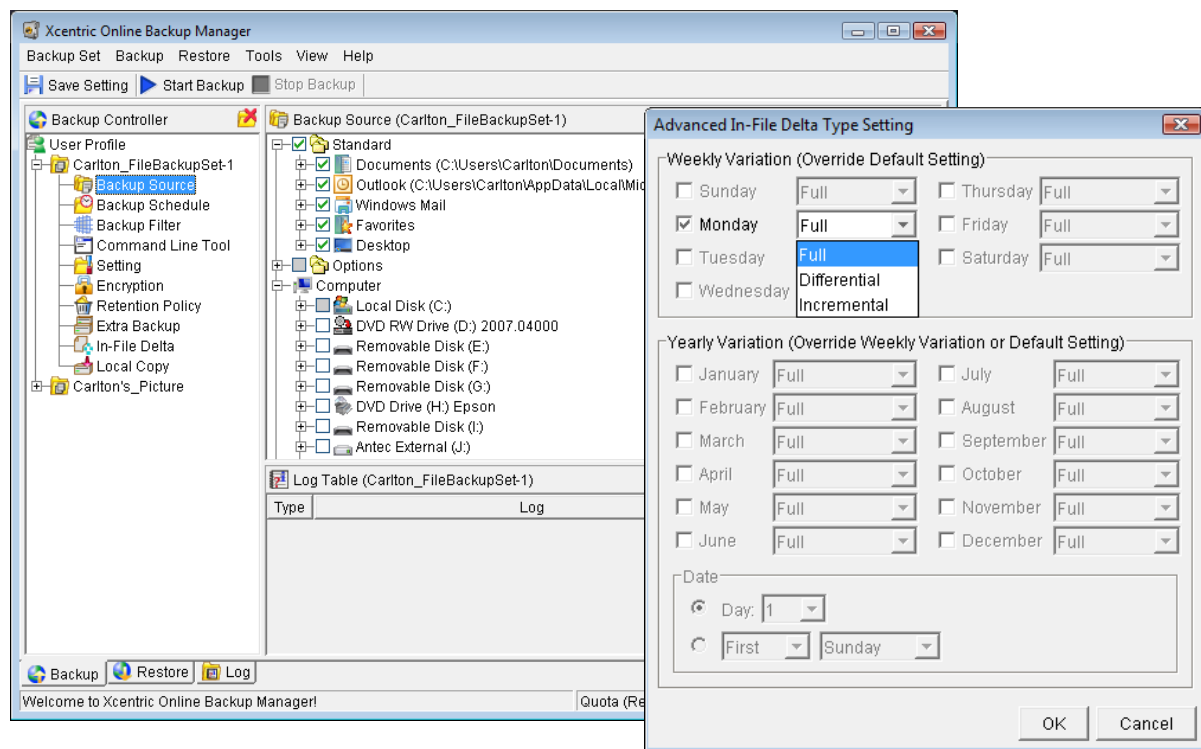 Xcentric Online Backup Manager
Backup Set Backup Restore Tools View Help
Save Setting Start Backup Stop Backup
Backup Controller
User Profile
Carlton_FileBackupSet-1
Backup Source
Backup Schedule
Backup Filter
Command Line Tool
Setting
Encryption
Retention Policy
Extra Backup
In-File Delta
Local Copy
Carlton's_Picture
Backup Source (Carlton_FileBackupSet-1)
Standard
Documents (C:\Users\Carlton\Documents)
Outlook (C:\Users\Carlton\AppData\Local\Mic
Windows Mail
Favorites
Desktop
Options
Computer
Local Disk (C:)
DVD RW Drive (D:) 2007.04000
Removable Disk (E:)
Removable Disk (F:)
Removable Disk (G:)
DVD Drive (H:) Epson
Removable Disk (I:)
Antec External (J:)
Log Table (Carlton_FileBackupSet-1)
Type Log
Backup Restore Log
Welcome to Xcentric Online Backup Manager! Quota (Re
Advanced In-File Delta Type Setting
Weekly Variation (Override Default Setting)
Sunday Full Thursday Full
Monday Full Friday Full
Tuesday Full Saturday Full
Differential
Wednesday
Incremental
Yearly Variation (Override Weekly Variation or Default Setting)
January Full July Full
February Full August Full
March Full September Full
April Full October Full
May Full November Full
June Full December Full
Date
Day: 1
First Sunday
OK Cancel